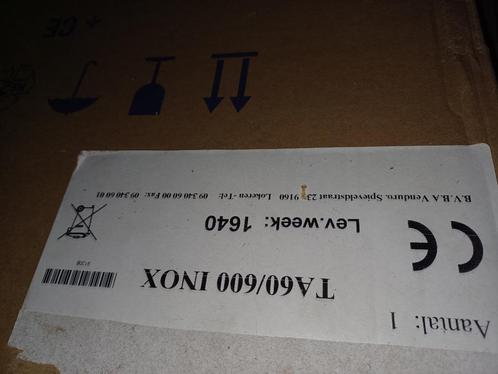 Aantal: 1
TA60/600 INOX
CE
Lev.week: 1640
B.V.B.A Venduro, Spieveldstraat 23 9160 Lokeren -Tel: 09 340 60 00 Fax: 09 340 60 01
CE